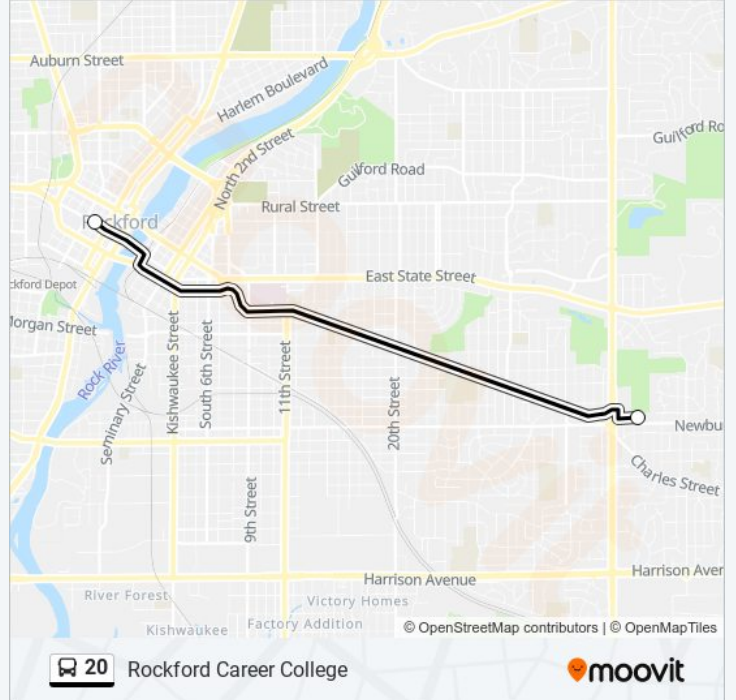 Auburn Street
Harlem Boulevard
North 2nd Street
Guilford Road
Guilford Ro
Rural Street
Rockford
East State Street
ckford Depot
Morgan Street
Rock River
Seminary Street
Kishwaukee Street
South 6th Street
11th Street
20th Street
9th Street
Newbu
Charles Street
Harrison Avenue
Harrison Aven
River Forest
Victory Homes
Kishwaukee
Factory Addition
© OpenStreetMap contributors | © OpenMapTiles
20 Rockford Career College
moovit